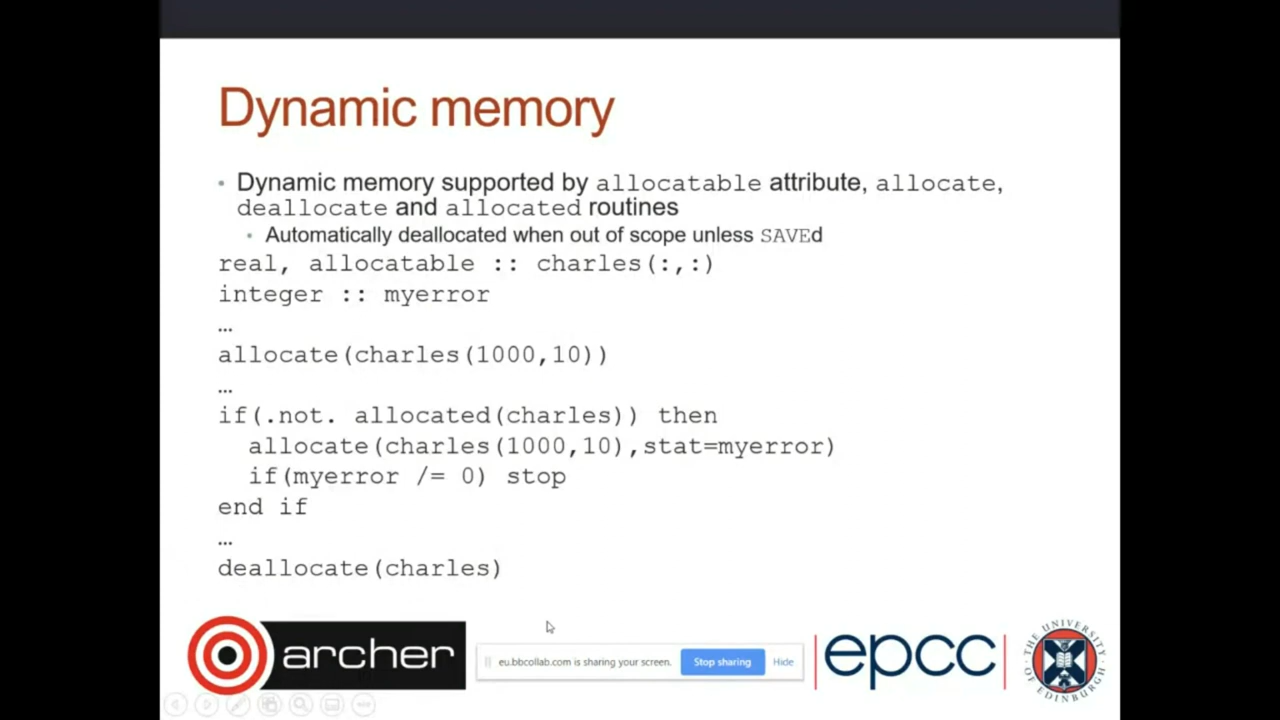 Dynamic memory
• Dynamic memory supported by allocatable attribute, allocate,
deallocate and allocated routines
• Automatically deallocated when out of scope unless SAVEd
real, allocatable :: charles(:,:)
integer :: myerror
…
allocate(charles(1000,10))
…
if(.not. allocated(charles)) then
allocate(charles(1000,10),stat=myerror)
if(myerror /= 0) stop
end if
…
deallocate(charles)
archer
eu.bbcollab.com is sharing your screen. Stop sharing Hide
epcc
THE UNIVERSITY OF EDINBURGH